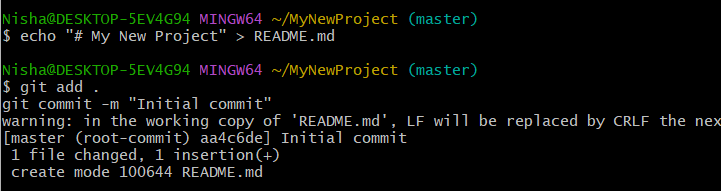 Nisha@DESKTOP-5EV4G94 MINGW64 ~/MyNewProject (master)
$ echo "# My New Project" > README.md
Nisha@DESKTOP-5EV4G94 MINGW64 ~/MyNewProject (master)
$ git add .
git commit -m "Initial commit"
warning: in the working copy of 'README.md', LF will be replaced by CRLF the nex
[master (root-commit) aa4c6de] Initial commit
 1 file changed, 1 insertion(+)
 create mode 100644 README.md